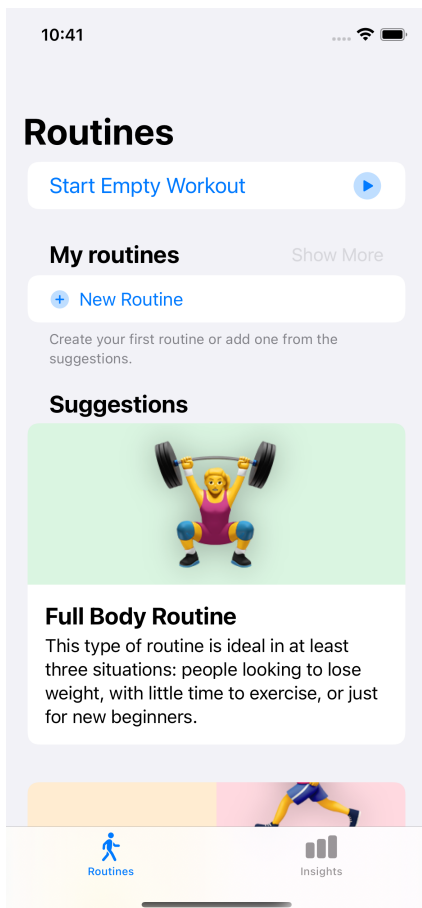 10:41
Routines
Start Empty Workout
My routines
Show More
New Routine
Create your first routine or add one from the
suggestions.
Suggestions
Full Body Routine
This type of routine is ideal in at least
three situations: people looking to lose
weight, with little time to exercise, or just
for new beginners.
Routines
Insights